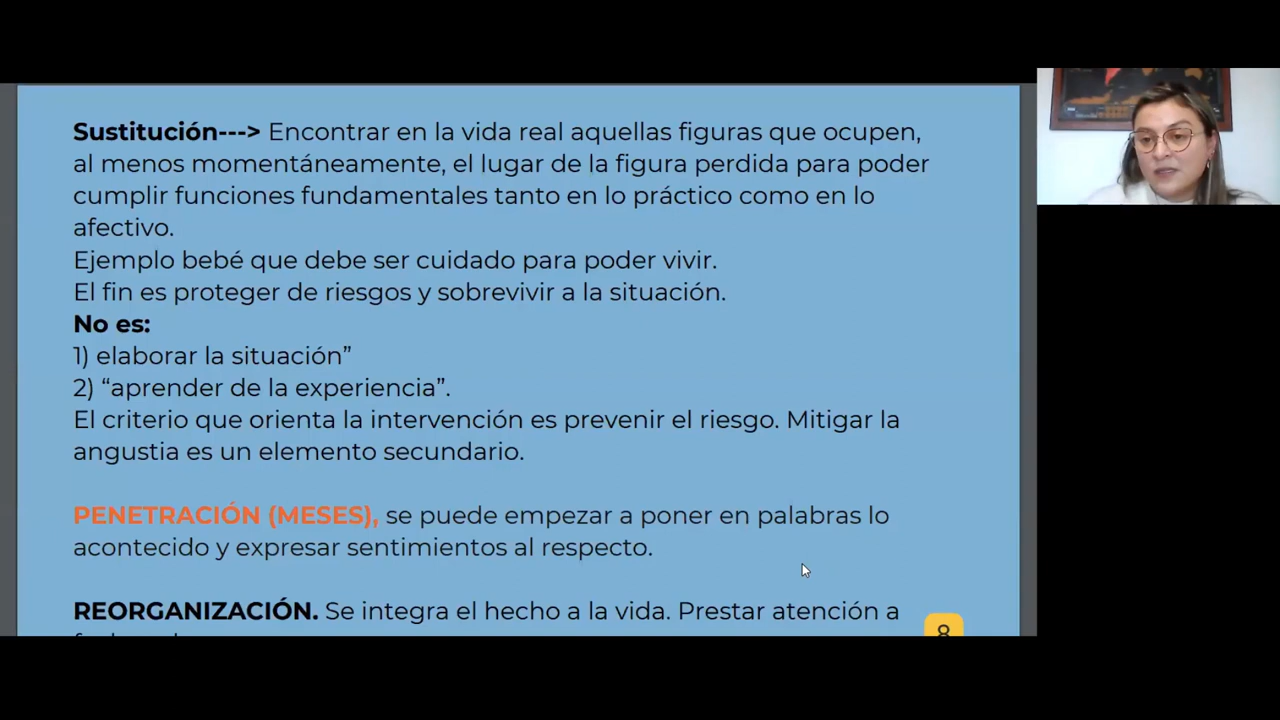 Sustitución---> Encontrar en la vida real aquellas figuras que ocupen,
al menos momentáneamente, el lugar de la figura perdida para poder
cumplir funciones fundamentales tanto en lo práctico como en lo
afectivo.
Ejemplo bebé que debe ser cuidado para poder vivir.
El fin es proteger de riesgos y sobrevivir a la situación.
No es:
1) elaborar la situación”
2) “aprender de la experiencia”.
El criterio que orienta la intervención es prevenir el riesgo. Mitigar la
angustia es un elemento secundario.
PENETRACIÓN (MESES), se puede empezar a poner en palabras lo
acontecido y expresar sentimientos al respecto.
REORGANIZACIÓN. Se integra el hecho a la vida. Prestar atención a
8